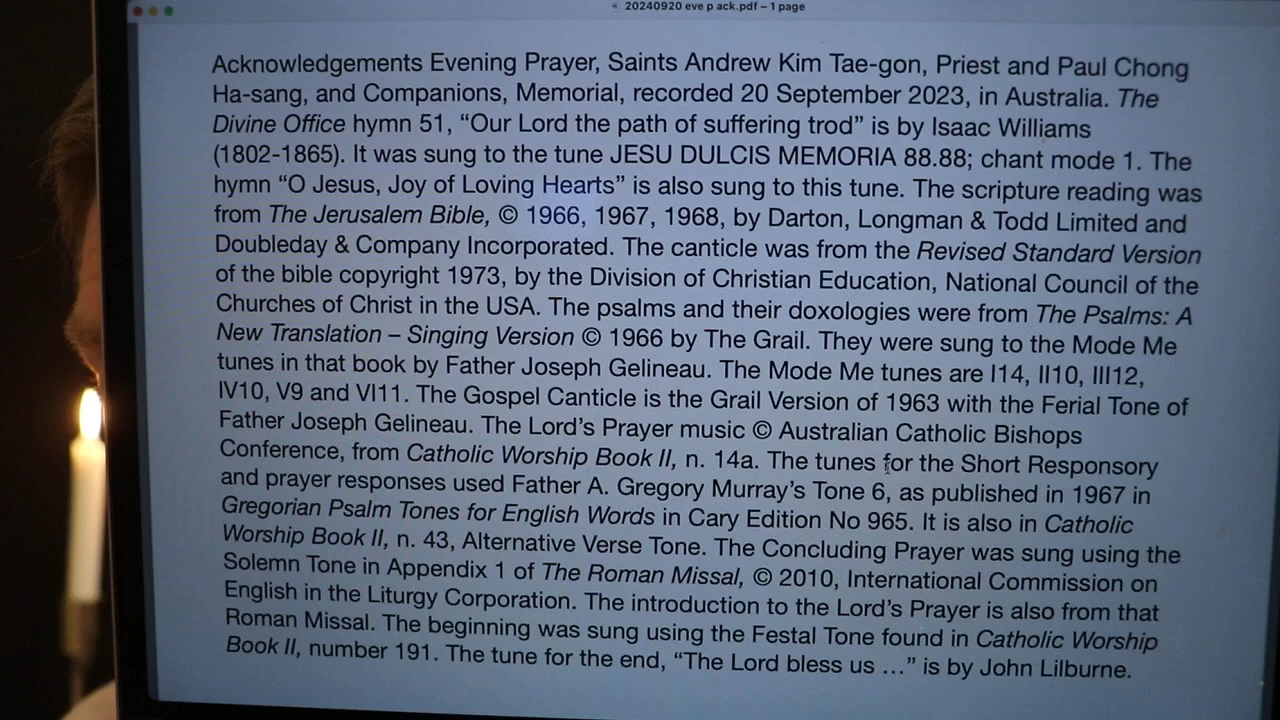 20240920 eve p ack.pdf – 1 page
Acknowledgements Evening Prayer, Saints Andrew Kim Tae-gon, Priest and Paul Chong
Ha-sang, and Companions, Memorial, recorded 20 September 2023, in Australia. The
Divine Office hymn 51, “Our Lord the path of suffering trod” is by Isaac Williams
(1802-1865). It was sung to the tune JESU DULCIS MEMORIA 88.88; chant mode 1. The
hymn “O Jesus, Joy of Loving Hearts” is also sung to this tune. The scripture reading was
from The Jerusalem Bible, © 1966, 1967, 1968, by Darton, Longman & Todd Limited and
Doubleday & Company Incorporated. The canticle was from the Revised Standard Version
of the bible copyright 1973, by the Division of Christian Education, National Council of the
Churches of Christ in the USA. The psalms and their doxologies were from The Psalms: A
New Translation – Singing Version © 1966 by The Grail. They were sung to the Mode Me
tunes in that book by Father Joseph Gelineau. The Mode Me tunes are I14, II10, III12,
IV10, V9 and VI11. The Gospel Canticle is the Grail Version of 1963 with the Ferial Tone of
Father Joseph Gelineau. The Lord’s Prayer music © Australian Catholic Bishops
Conference, from Catholic Worship Book II, n. 14a. The tunes for the Short Responsory
and prayer responses used Father A. Gregory Murray’s Tone 6, as published in 1967 in
Gregorian Psalm Tones for English Words in Cary Edition No 965. It is also in Catholic
Worship Book II, n. 43, Alternative Verse Tone. The Concluding Prayer was sung using the
Solemn Tone in Appendix 1 of The Roman Missal, © 2010, International Commission on
English in the Liturgy Corporation. The introduction to the Lord’s Prayer is also from that
Roman Missal. The beginning was sung using the Festal Tone found in Catholic Worship
Book II, number 191. The tune for the end, “The Lord bless us …” is by John Lilburne.